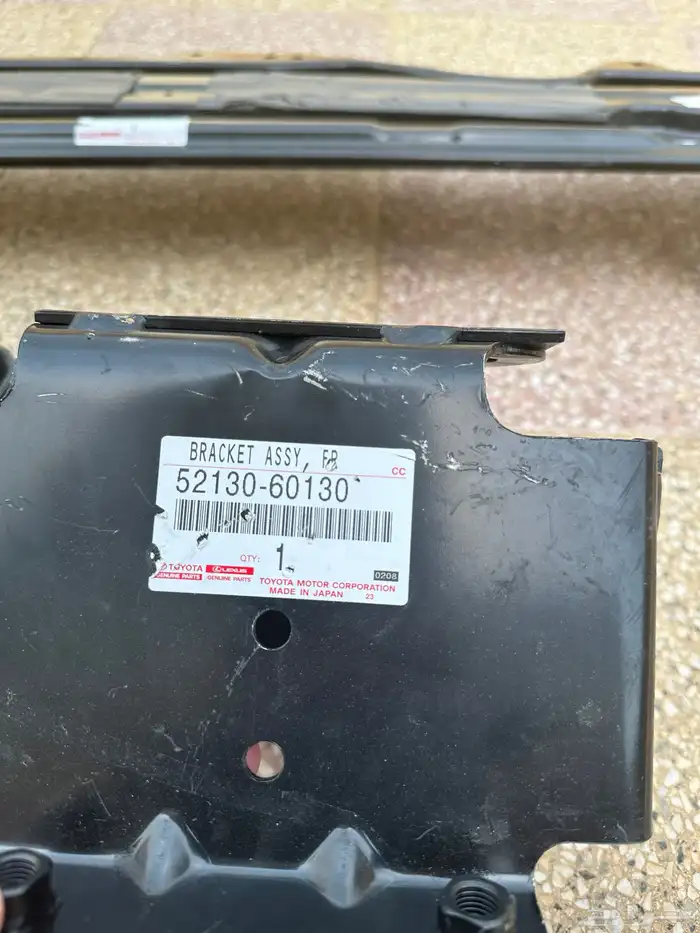 BRACKET ASSY, FR
CC
52130-60130
QTY: 1
TOYOTA LEXUS
GENUINE PARTS GENUINE PARTS
0208
TOYOTA MOTOR CORPORATION
MADE IN JAPAN 23